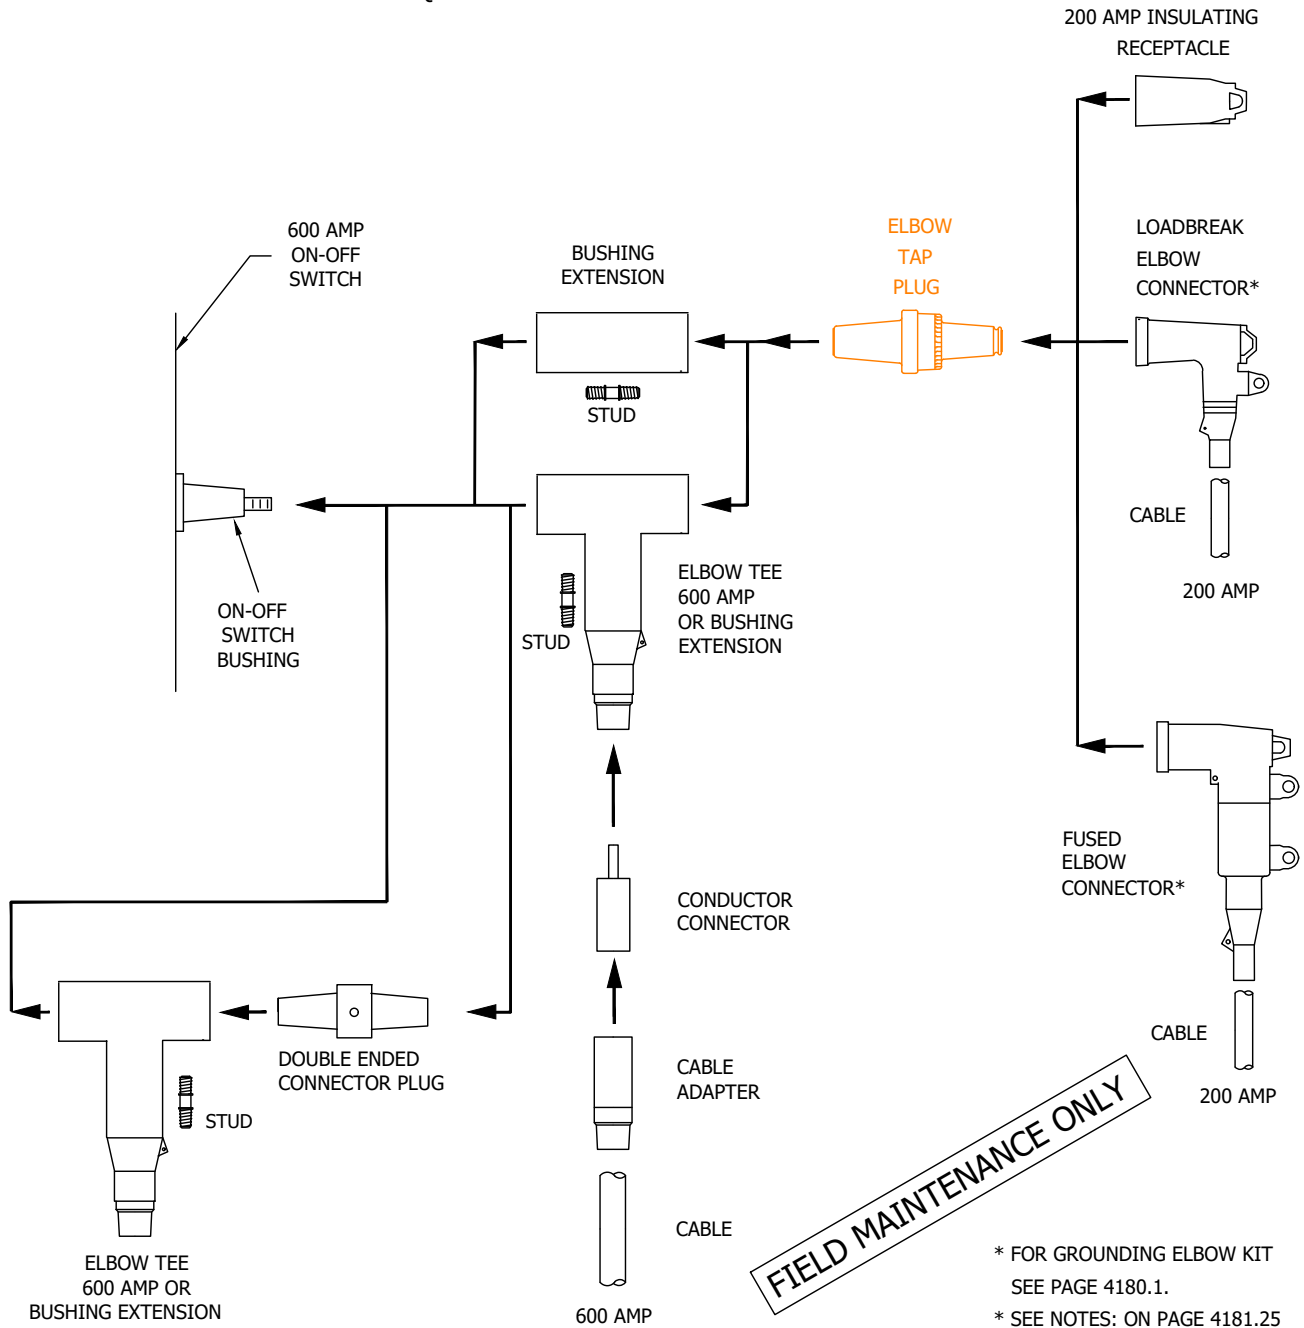 200 AMP INSULATING
RECEPTACLE
600 AMP
ON-OFF
SWITCH
BUSHING
EXTENSION
ELBOW
TAP
PLUG
LOADBREAK
ELBOW
CONNECTOR*
STUD
CABLE
200 AMP
ON-OFF
SWITCH
BUSHING
STUD
ELBOW TEE
600 AMP
OR BUSHING
EXTENSION
FUSED
ELBOW
CONNECTOR*
CONDUCTOR
CONNECTOR
CABLE
200 AMP
DOUBLE ENDED
CONNECTOR PLUG
STUD
CABLE
ADAPTER
CABLE
600 AMP
ELBOW TEE
600 AMP OR
BUSHING EXTENSION
FIELD MAINTENANCE ONLY
* FOR GROUNDING ELBOW KIT
SEE PAGE 4180.1.
* SEE NOTES: ON PAGE 4181.25